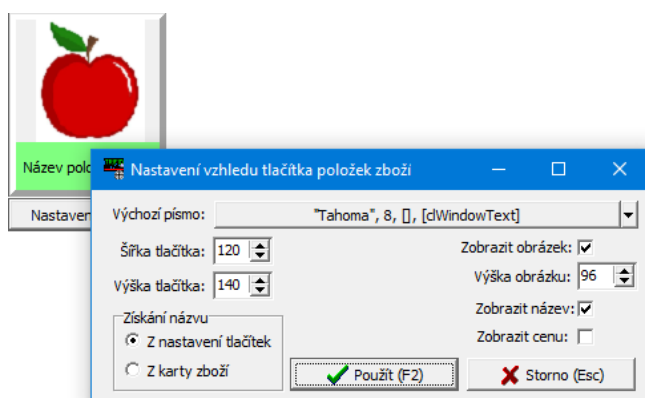 Název polo
Nastaven
Nastavení vzhledu tlačítka položek zboží
Výchozí písmo: "Tahoma", 8, [], [clWindowText]
Šířka tlačítka: 120
Zobrazit obrázek:
Výška tlačítka: 140
Výška obrázku: 96
Zobrazit název:
Získání názvu
Zobrazit cenu:
Z nastavení tlačítek
Z karty zboží
Použít (F2)
Storno (Esc)